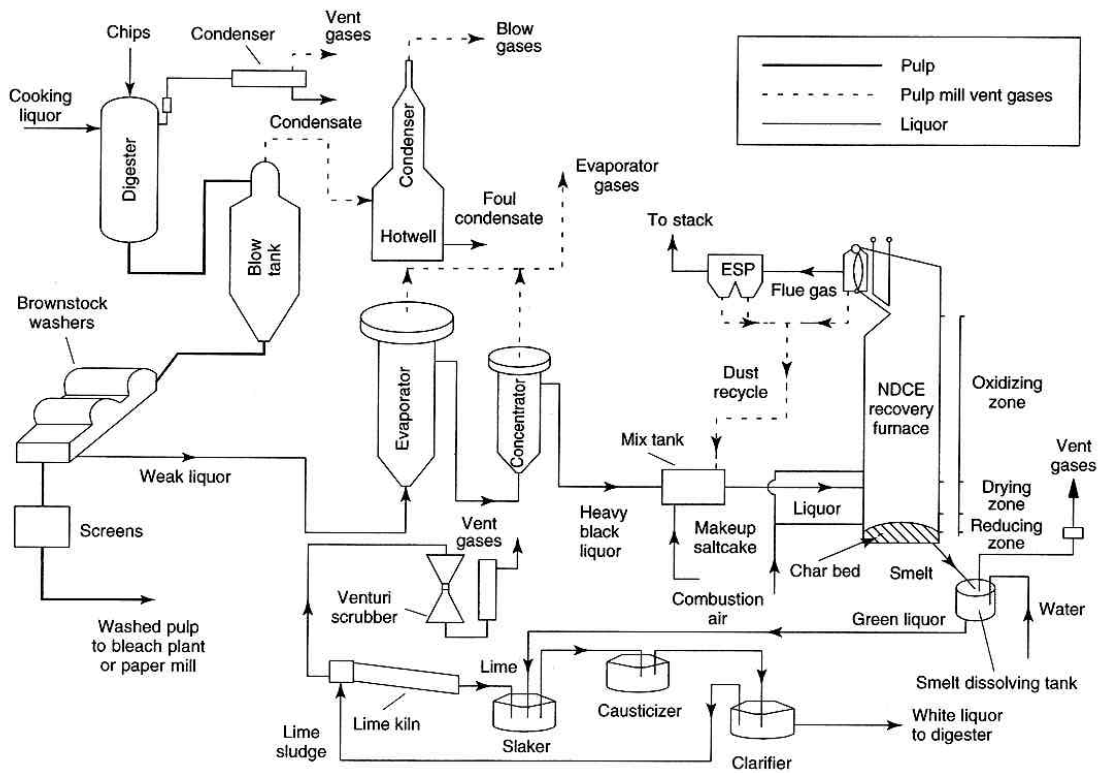 Chips
Condenser
Vent
gases
Blow
gases
Cooking
liquor
Condensate
Digester
Condenser
Hotwell
Foul
condensate
Evaporator
gases
Blow
tank
Pulp
Pulp mill vent gases
Liquor
To stack
ESP
Flue gas
Brownstock
washers
Evaporator
Concentrator
Dust
recycle
NDCE
recovery
furnace
Oxidizing
zone
Mix tank
Weak liquor
Vent
gases
Drying
zone
Reducing
zone
Screens
Vent
gases
Heavy
black
liquor
Liquor
Makeup
saltcake
Char bed
Smelt
Venturi
scrubber
Combustion
air
Green liquor
Water
Washed pulp
to bleach plant
or paper mill
Lime
Smelt dissolving tank
Lime kiln
Causticizer
Lime
sludge
Slaker
Clarifier
White liquor
to digester